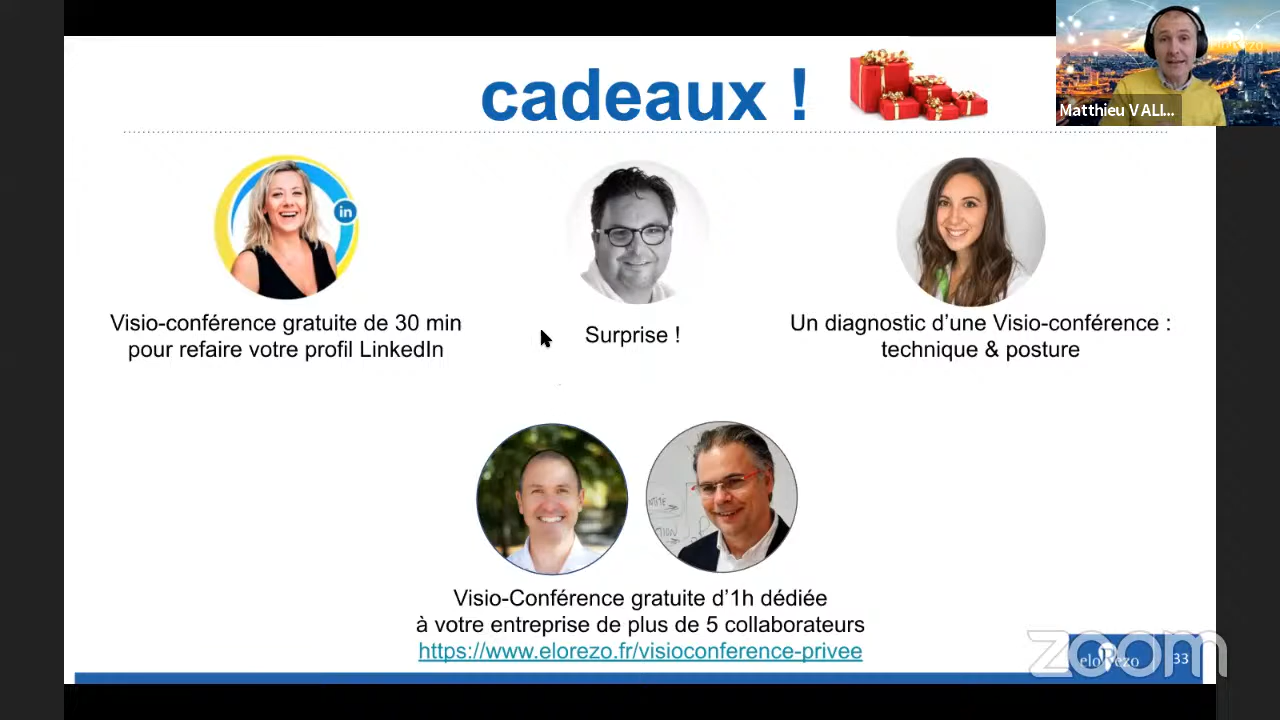 cadeaux !
Matthieu VALI...
in
Visio-conférence gratuite de 30 min
pour refaire votre profil LinkedIn
Surprise !
Un diagnostic d’une Visio-conférence :
technique & posture
Visio-Conférence gratuite d’1h dédiée
à votre entreprise de plus de 5 collaborateurs
https://www.elorezo.fr/visioconference-privee
zoom
eloRezo
33